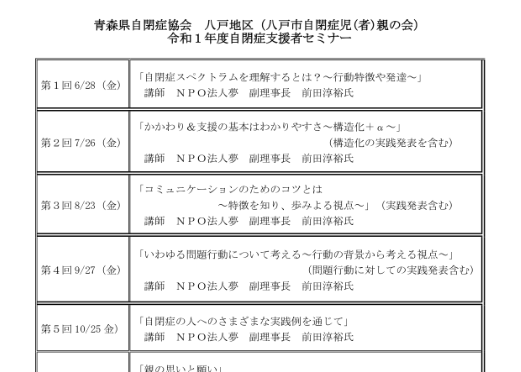 青森県自閉症協会　八戸地区（八戸市自閉症児(者)親の会）
令和１年度自閉症支援者セミナー
第１回 6/28（金）
「自閉症スペクトラムを理解するとは？～行動特徴や発達～」
講師　ＮＰＯ法人夢　副理事長　前田淳裕氏
第２回 7/26（金）
「かかわり＆支援の基本はわかりやすさ～構造化＋α～」
（構造化の実践発表を含む）
講師　ＮＰＯ法人夢　副理事長　前田淳裕氏
第３回 8/23（金）
「コミュニケーションのためのコツとは
～特徴を知り、歩みよる視点～」（実践発表含む）
講師　ＮＰＯ法人夢　副理事長　前田淳裕氏
第４回 9/27（金）
「いわゆる問題行動について考える～行動の背景から考える視点～」
（問題行動に対しての実践発表含む）
講師　ＮＰＯ法人夢　副理事長　前田淳裕氏
第５回 10/25 金）
「自閉症の人へのさまざまな実践例を通じて」
講師　ＮＰＯ法人夢　副理事長　前田淳裕氏
「親の思いと願い」